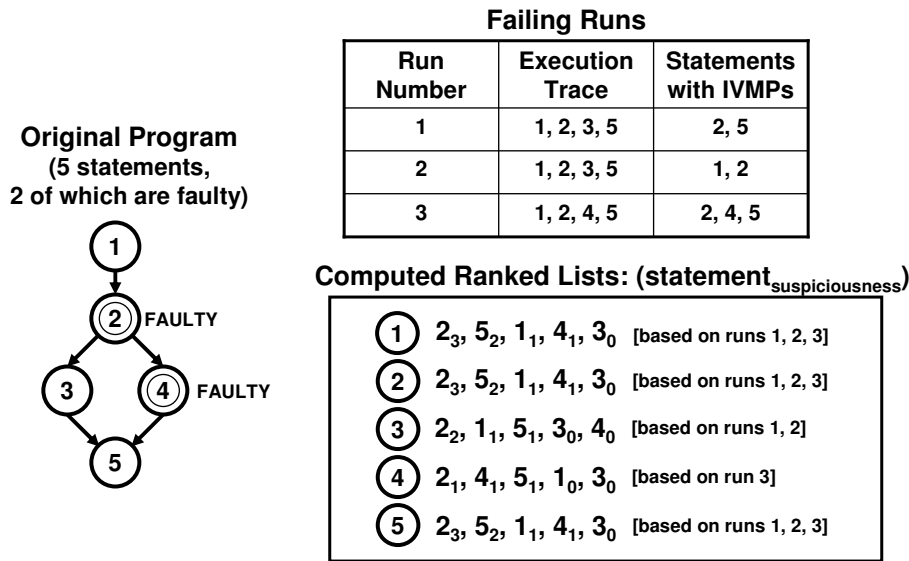 Failing Runs
Run Number | Execution Trace | Statements with IVMPs
1 | 1, 2, 3, 5 | 2, 5
2 | 1, 2, 3, 5 | 1, 2
3 | 1, 2, 4, 5 | 2, 4, 5
Original Program
(5 statements,
2 of which are faulty)
1
2 FAULTY
3
4 FAULTY
5
Computed Ranked Lists: (statement_suspiciousness)
1 2₃, 5₂, 1₁, 4₁, 3₀ [based on runs 1, 2, 3]
2 2₃, 5₂, 1₁, 4₁, 3₀ [based on runs 1, 2, 3]
3 2₂, 1₁, 5₁, 3₀, 4₀ [based on runs 1, 2]
4 2₁, 4₁, 5₁, 1₀, 3₀ [based on run 3]
5 2₃, 5₂, 1₁, 4₁, 3₀ [based on runs 1, 2, 3]